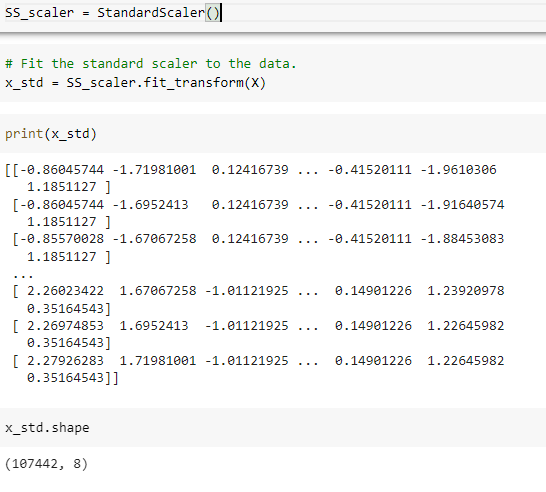 SS_scaler = StandardScaler()
# Fit the standard scaler to the data.
x_std = SS_scaler.fit_transform(X)
print(x_std)
[[-0.86045744 -1.71981001  0.12416739 ... -0.41520111 -1.9610306
   1.1851127 ]
 [-0.86045744 -1.6952413   0.12416739 ... -0.41520111 -1.91640574
   1.1851127 ]
 [-0.85570028 -1.67067258  0.12416739 ... -0.41520111 -1.88453083
   1.1851127 ]
 ...
 [ 2.26023422  1.67067258 -1.01121925 ...  0.14901226  1.23920978
   0.35164543]
 [ 2.26974853  1.6952413  -1.01121925 ...  0.14901226  1.22645982
   0.35164543]
 [ 2.27926283  1.71981001 -1.01121925 ...  0.14901226  1.22645982
   0.35164543]]
x_std.shape
(107442, 8)